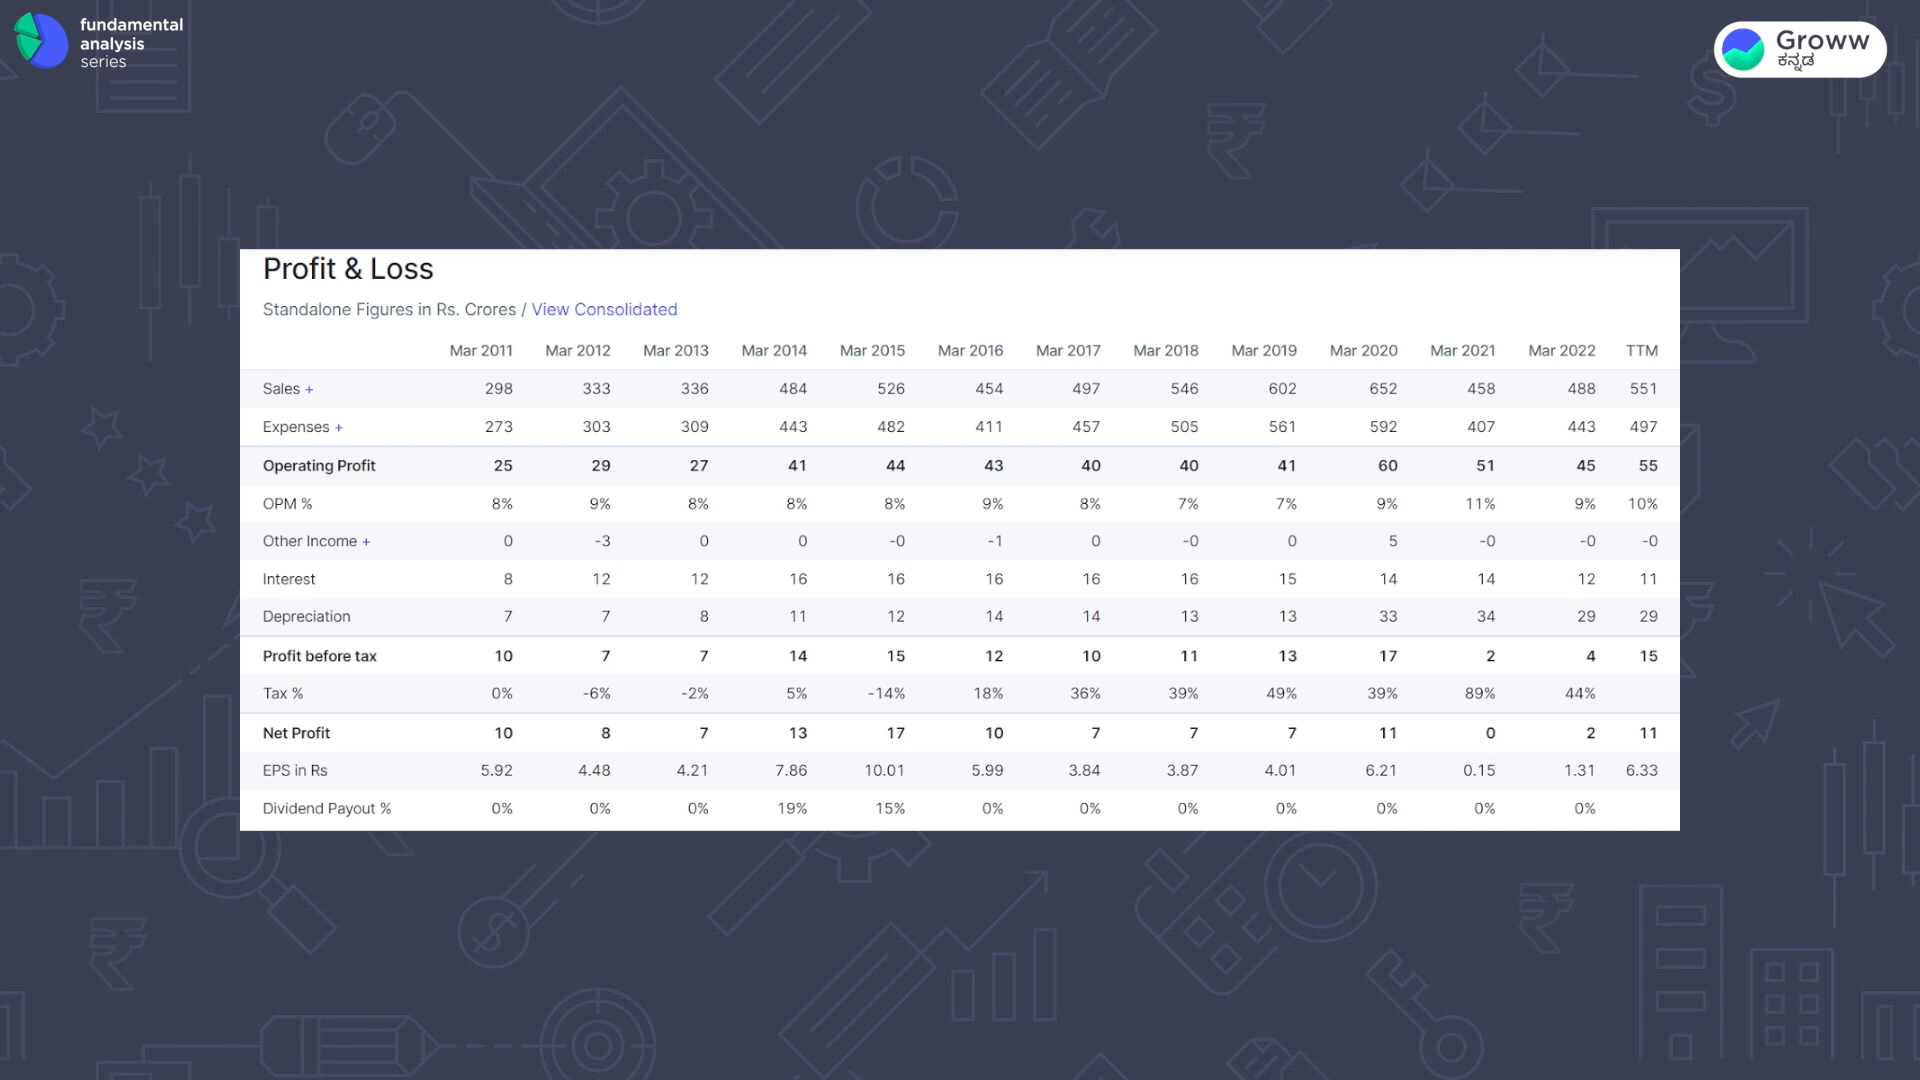 fundamental
analysis
series
Groww
ಕನ್ನಡ
Profit & Loss
Standalone Figures in Rs. Crores / View Consolidated
Mar 2011 Mar 2012 Mar 2013 Mar 2014 Mar 2015 Mar 2016 Mar 2017 Mar 2018 Mar 2019 Mar 2020 Mar 2021 Mar 2022 TTM
Sales + 298 333 336 484 526 454 497 546 602 652 458 488 551
Expenses + 273 303 309 443 482 411 457 505 561 592 407 443 497
Operating Profit 25 29 27 41 44 43 40 40 41 60 51 45 55
OPM % 8% 9% 8% 8% 8% 9% 8% 7% 7% 9% 11% 9% 10%
Other Income + 0 -3 0 0 -0 -1 0 -0 0 5 -0 -0 -0
Interest 8 12 12 16 16 16 16 16 15 14 14 12 11
Depreciation 7 7 8 11 12 14 14 13 13 33 34 29 29
Profit before tax 10 7 7 14 15 12 10 11 13 17 2 4 15
Tax % 0% -6% -2% 5% -14% 18% 36% 39% 49% 39% 89% 44%
Net Profit 10 8 7 13 17 10 7 7 7 11 0 2 11
EPS in Rs 5.92 4.48 4.21 7.86 10.01 5.99 3.84 3.87 4.01 6.21 0.15 1.31 6.33
Dividend Payout % 0% 0% 0% 19% 15% 0% 0% 0% 0% 0% 0% 0%